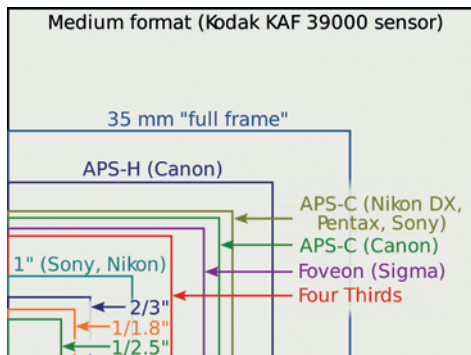 Medium format (Kodak KAF 39000 sensor)
35 mm "full frame"
APS-H (Canon)
APS-C (Nikon DX,
Pentax, Sony)
APS-C (Canon)
Foveon (Sigma)
Four Thirds
1" (Sony, Nikon)
2/3"
1/1.8"
1/2.5"